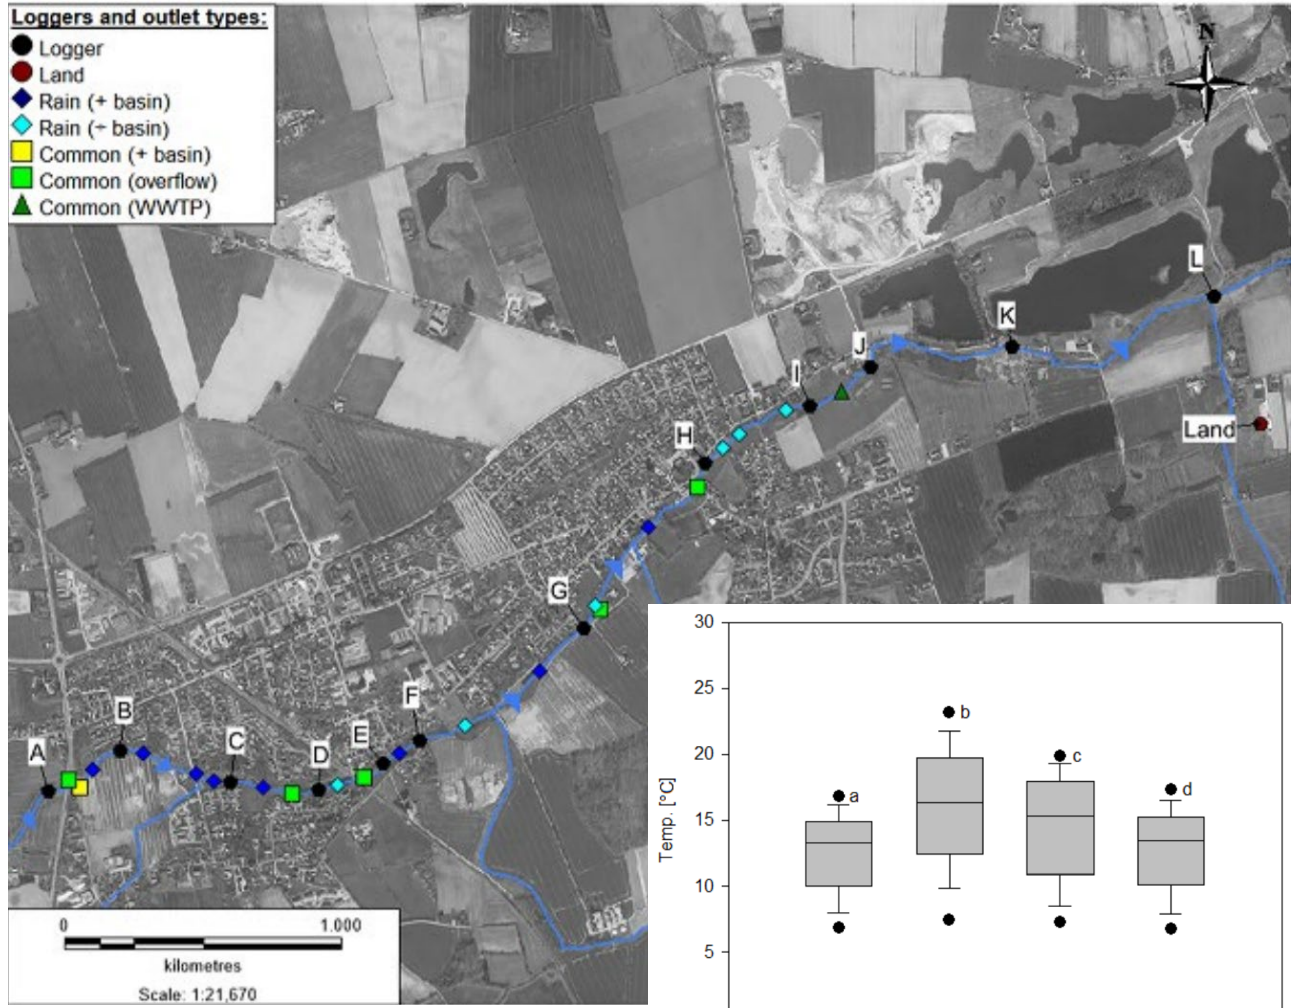 Loggers and outlet types:
Logger
Land
Rain (+ basin)
Rain (÷ basin)
Common (+ basin)
Common (overflow)
Common (WWTP)
N
L
K
J
I
H
Land
G
F
E
D
C
B
A
0 1.000
kilometres
Scale: 1:21,670
30
25
20
15
10
5
Temp. [°C]
a
b
c
d